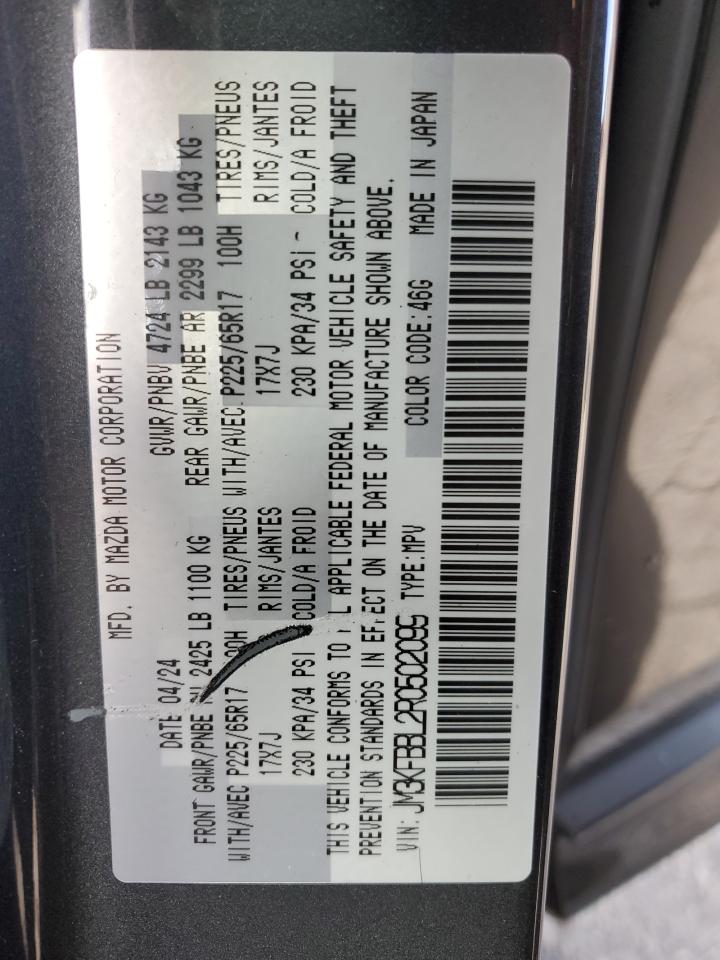 MFD. BY MAZDA MOTOR CORPORATION
DATE 04/24 GVWR/PNBV 4724 LB 2143 KG
FRONT GAWR/PNBE 2425 LB 1100 KG REAR GAWR/PNBE AR 2299 LB 1043 KG
WITH/AVEC P225/65R17 100H TIRES/PNEUS WITH/AVEC P225/65R17 100H TIRES/PNEUS
17X7J RIMS/JANTES 17X7J RIMS/JANTES
230 KPA/34 PSI COLD/A FROID 230 KPA/34 PSI COLD/A FROID
THIS VEHICLE CONFORMS TO APPLICABLE FEDERAL MOTOR VEHICLE SAFETY AND THEFT
PREVENTION STANDARDS IN EFFECT ON THE DATE OF MANUFACTURE SHOWN ABOVE.
VIN: JM3KFBBL2R0502095 TYPE:MPV COLOR CODE: 46G MADE IN JAPAN